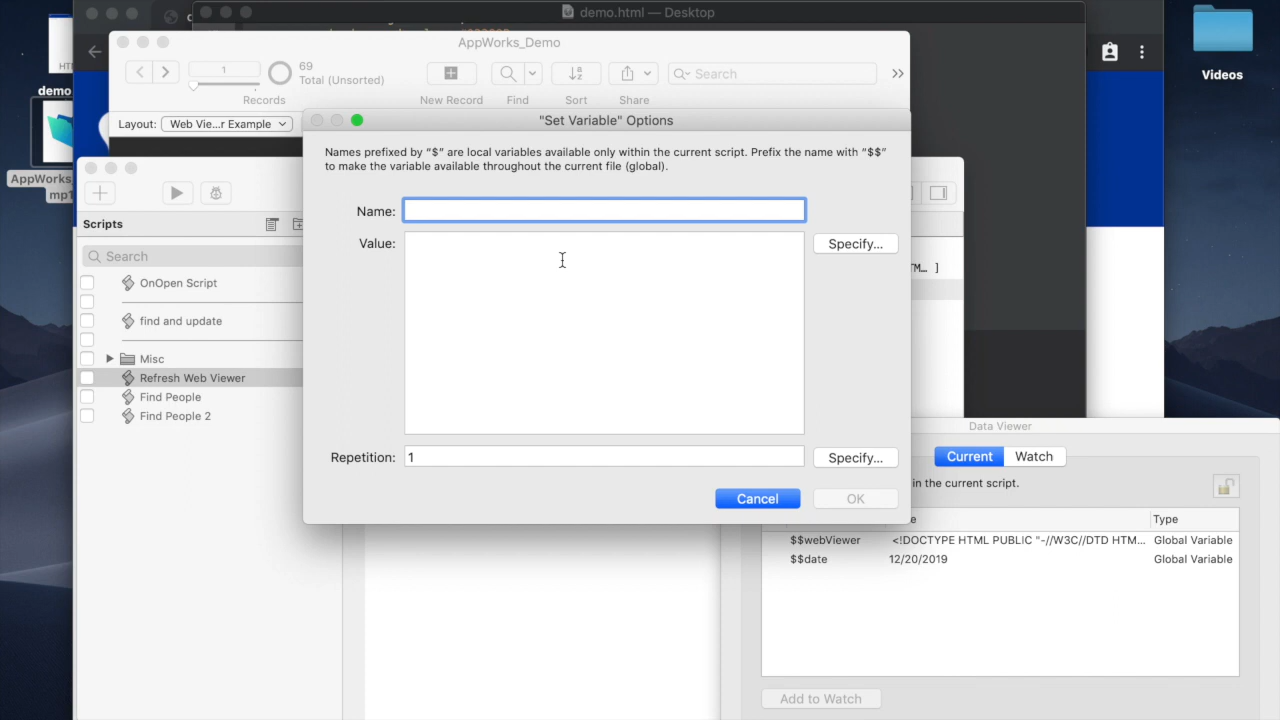 demo.html — Desktop
Videos
demo
AppWorks_
mp1
AppWorks_Demo
1
69
Total (Unsorted)
Records
New Record
Find
Sort
Share
Search
Layout:
Web Vie...r Example
"Set Variable" Options
Names prefixed by “$” are local variables available only within the current script. Prefix the name with “$$”
to make the variable available throughout the current file (global).
Name:
Value:
Specify...
Repetition:
1
Specify...
Cancel
OK
Scripts
Search
OnOpen Script
find and update
Misc
Refresh Web Viewer
Find People
Find People 2
Data Viewer
Current
Watch
in the current script.
Type
$$webViewer
<!DOCTYPE HTML PUBLIC "-//W3C//DTD HTM...
Global Variable
$$date
12/20/2019
Global Variable
Add to Watch